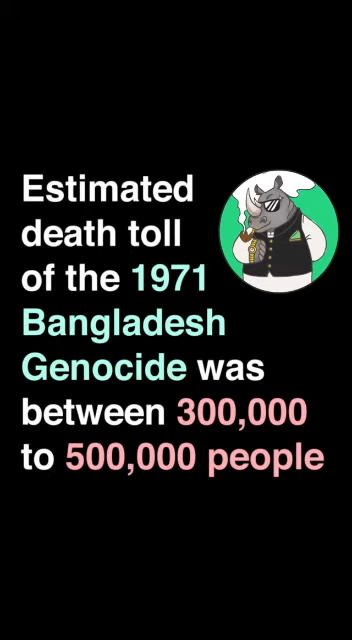 Estimated
death toll
of the 1971
Bangladesh
Genocide was
between 300,000
to 500,000 people